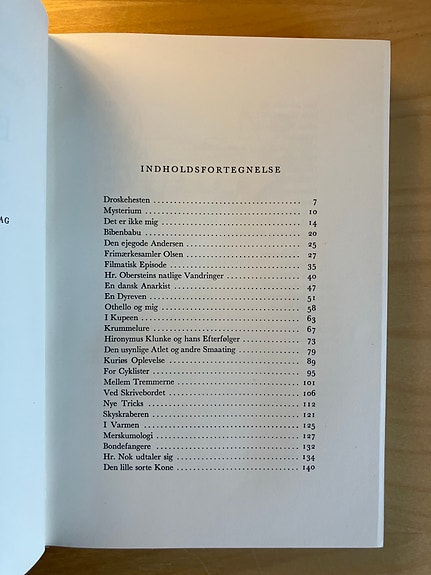 AG
INDHOLDSFORTEGNELSE
Droskehesten 7
Mysterium 10
Det er ikke mig 14
Bibenbabu 20
Den ejegode Andersen 25
Frimærkesamler Olsen 27
Filmatisk Episode 35
Hr. Obersteins natlige Vandringer 40
En dansk Anarkist 47
En Dyreven 51
Othello og mig 58
I Kupeen 63
Krummelure 67
Hieronymus Klunke og hans Efterfølger 73
Den usynlige Atlet og andre Smaating 79
Kuriøs Oplevelse 89
For Cyklister 95
Mellem Tremmerne 101
Ved Skrivebordet 106
Nye Tricks 112
Skyskraberen 121
I Varmen 125
Merskumologi 127
Bondefangere 132
Hr. Nok udtaler sig 134
Den lille sorte Kone 140